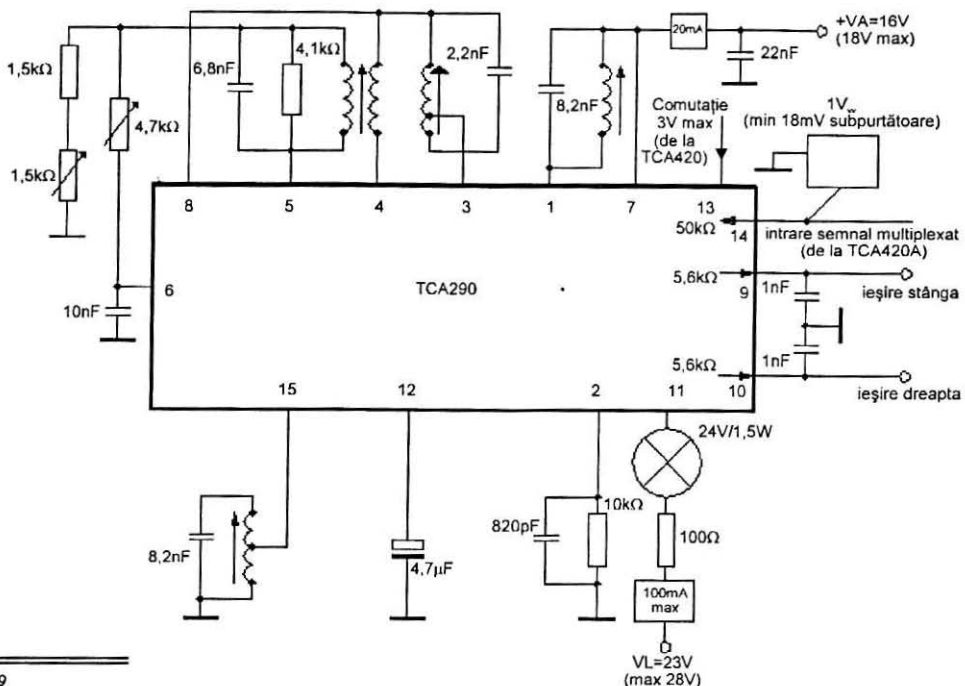 +VA=16V
(18V max)
20mA
22nF
1,5kΩ
4,7kΩ
1,5kΩ
6,8nF
4,1kΩ
2,2nF
8,2nF
Comutație
3V max
(de la
TCA420)
1Vvv
(min 18mV subpurtătoare)
8
5
4
3
1
7
13
50kΩ
14
intrare semnal multiplexat
(de la TCA420A)
5,6kΩ
9
1nF
ieșire stânga
6
TCA290
10nF
5,6kΩ
10
1nF
ieșire dreapta
15
12
2
11
24V/1,5W
8,2nF
4,7µF
820pF
10kΩ
100Ω
100mA
max
VL=23V
(max 28V)
9